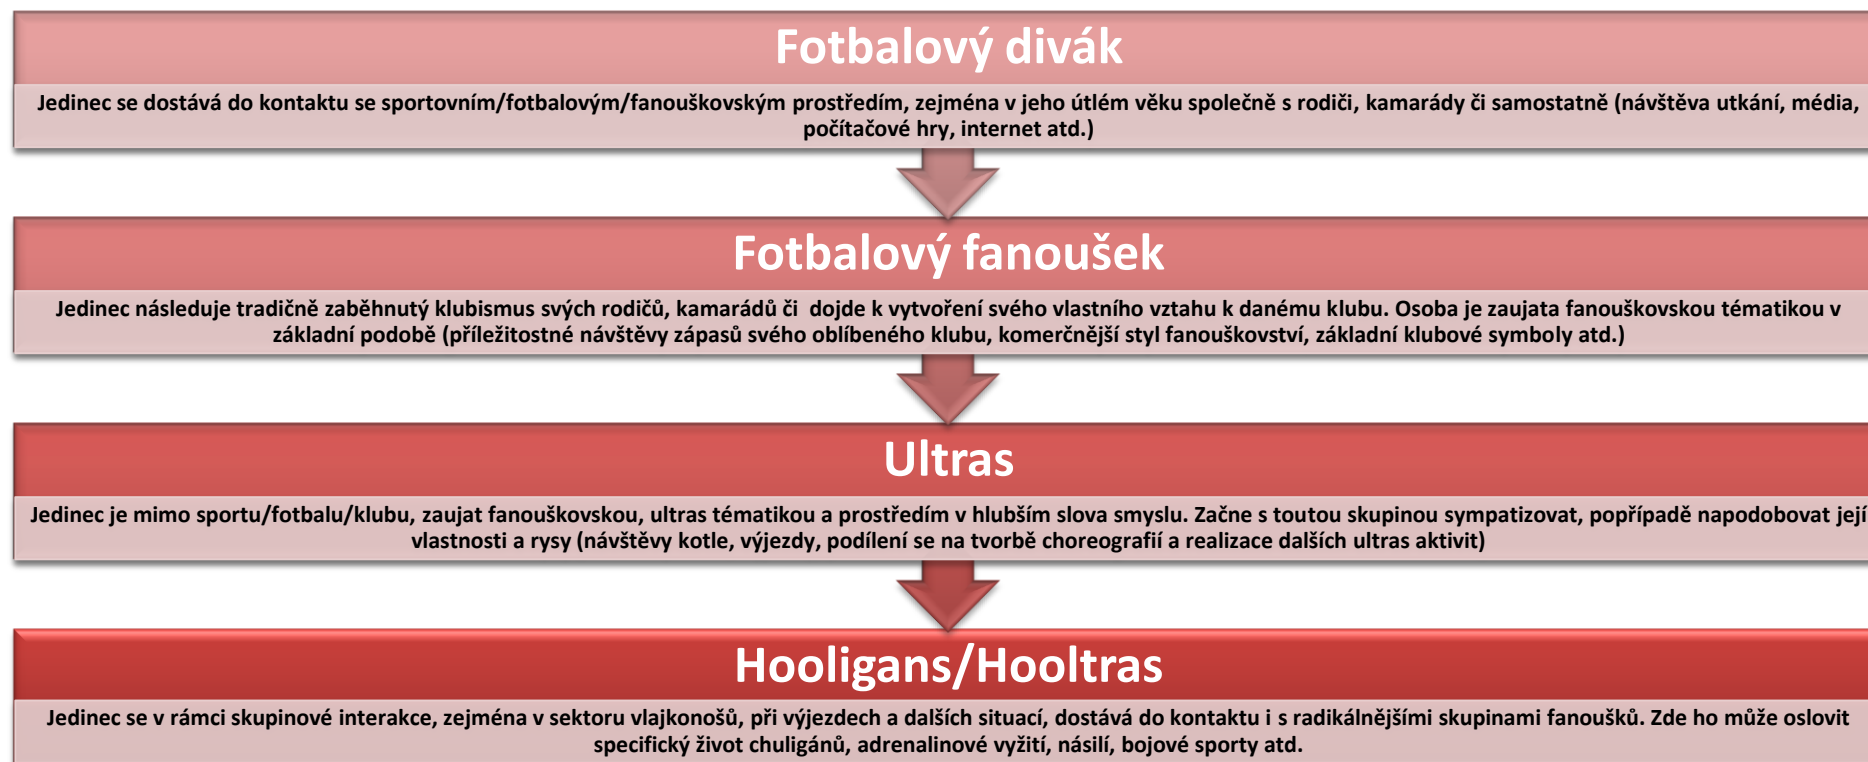 Fotbalový divák
Jedinec se dostává do kontaktu se sportovním/fotbalovým/fanouškovským prostředím, zejména v jeho útlém věku společně s rodiči, kamarády či samostatně (návštěva utkání, média,
počítačové hry, internet atd.)
Fotbalový fanoušek
Jedinec následuje tradičně zaběhnutý klubismus svých rodičů, kamarádů či  dojde k vytvoření svého vlastního vztahu k danému klubu. Osoba je zaujata fanouškovskou tématikou v
základní podobě (příležitostné návštěvy zápasů svého oblíbeného klubu, komerčnější styl fanouškovství, základní klubové symboly atd.)
Ultras
Jedinec je mimo sportu/fotbalu/klubu, zaujat fanouškovskou, ultras tématikou a prostředím v hlubším slova smyslu. Začne s toutou skupinou sympatizovat, popřípadě napodobovat její
vlastnosti a rysy (návštěvy kotle, výjezdy, podílení se na tvorbě choreografií a realizace dalších ultras aktivit)
Hooligans/Hooltras
Jedinec se v rámci skupinové interakce, zejména v sektoru vlajkonošů, při výjezdech a dalších situací, dostává do kontaktu i s radikálnějšími skupinami fanoušků. Zde ho může oslovit
specifický život chuligánů, adrenalinové vyžití, násilí, bojové sporty atd.